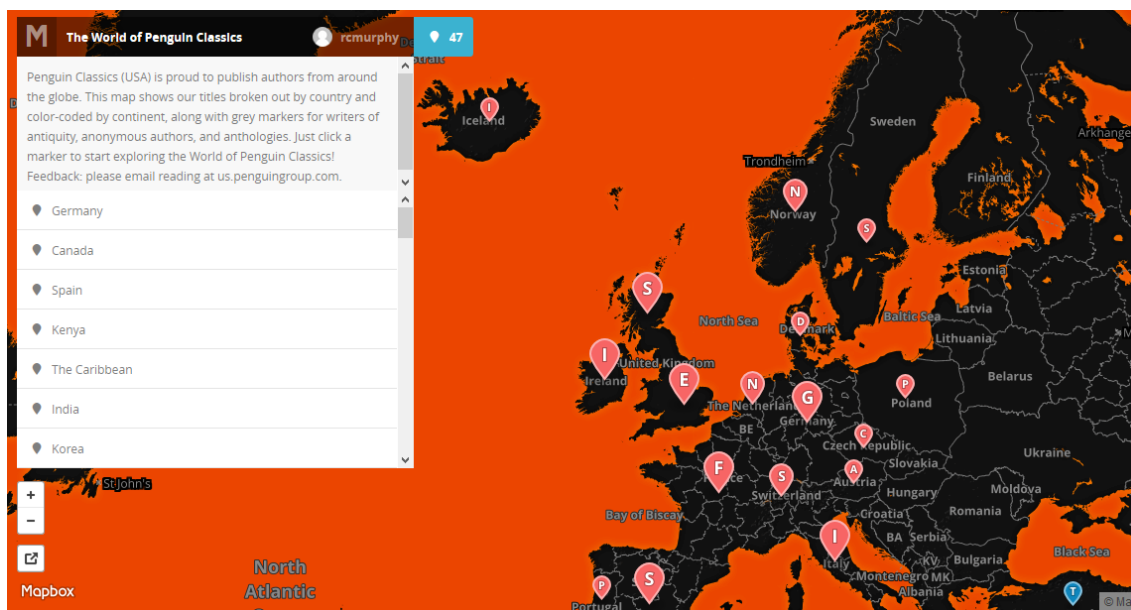 M The World of Penguin Classics rcmurphy 47
Penguin Classics (USA) is proud to publish authors from around
the globe. This map shows our titles broken out by country and
color-coded by continent, along with grey markers for writers of
antiquity, anonymous authors, and anthologies. Just click a
marker to start exploring the World of Penguin Classics!
Feedback: please email reading at us.penguingroup.com.
Germany
Canada
Spain
Kenya
The Caribbean
India
Korea
St-John's
+
−
Mapbox
North
Atlantic
I
Iceland
Sweden
Arkhange
Trondheim
Finland
N
Norway
S
Estonia
S
Latvia
North Sea
D
Denmark
Baltic Sea
Lithuania
I
United Kingdom
Ireland
E
Belarus
N
P
The Netherland
G
Poland
Germany
BE
C
Czech Republic
Ukraine
F
France
S
A
Slovakia
Switzerland
Austria
Hungary
Moldova
Bay of Biscay
Croatia
Romania
I
BA Serbia
Italy
KV
Bulgaria
Black Sea
Montenegro MK
Albania
P
Portugal
S
T
© Ma